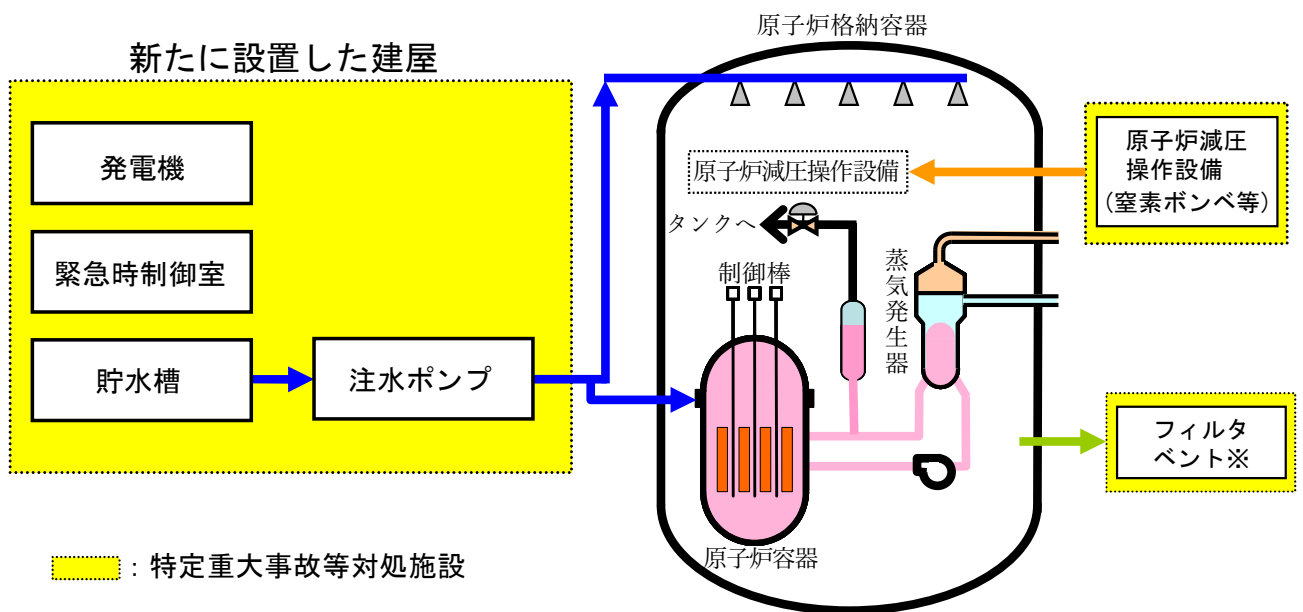 原子炉格納容器
新たに設置した建屋
発電機
緊急時制御室
貯水槽
注水ポンプ
原子炉減圧操作設備
タンクへ
制御棒
蒸気発生器
原子炉容器
原子炉減圧
操作設備
(窒素ボンベ等)
フィルタ
ベント※
：特定重大事故等対処施設